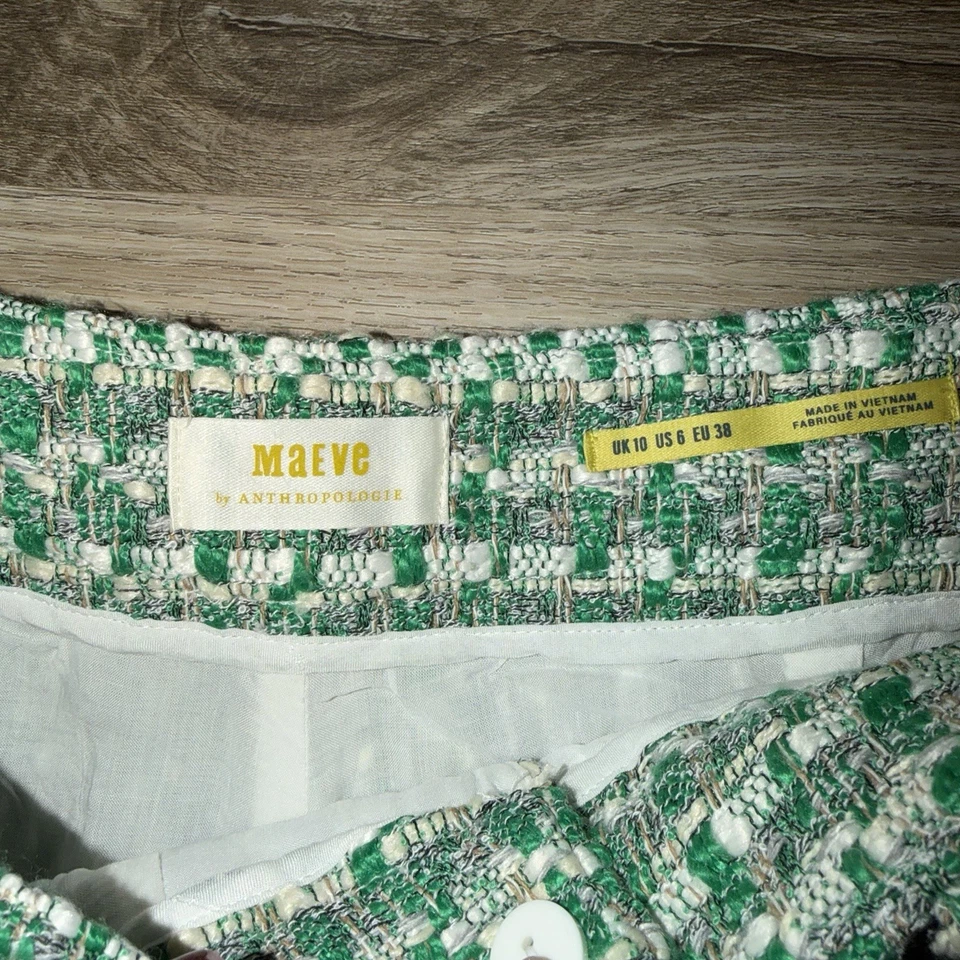 MaEVe
by ANTHROPOLOGIE
UK 10 US 6 EU 38
MADE IN VIETNAM
FABRIQUÉ AU VIETNAM